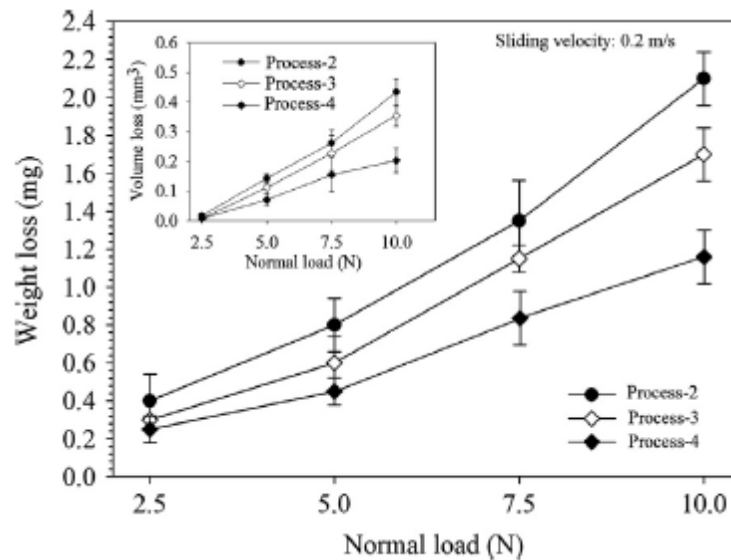 Sliding velocity: 0.2 m/s
Weight loss (mg)
2.4
2.2
2.0
1.8
1.6
1.4
1.2
1.0
0.8
0.6
0.4
0.2
0.0
2.5 5.0 7.5 10.0
Normal load (N)
Process-2
Process-3
Process-4
Volume loss (mm³)
0.6
0.5
0.4
0.3
0.2
0.1
0.0
2.5 5.0 7.5 10.0
Normal load (N)
Process-2
Process-3
Process-4